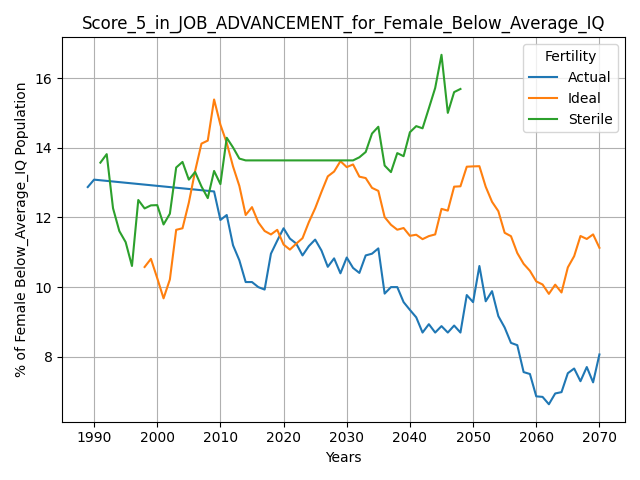 Score_5_in_JOB_ADVANCEMENT_for_Female_Below_Average_IQ
% of Female Below_Average_IQ Population
16
14
12
10
8
Fertility
Actual
Ideal
Sterile
1990 2000 2010 2020 2030 2040 2050 2060 2070
Years